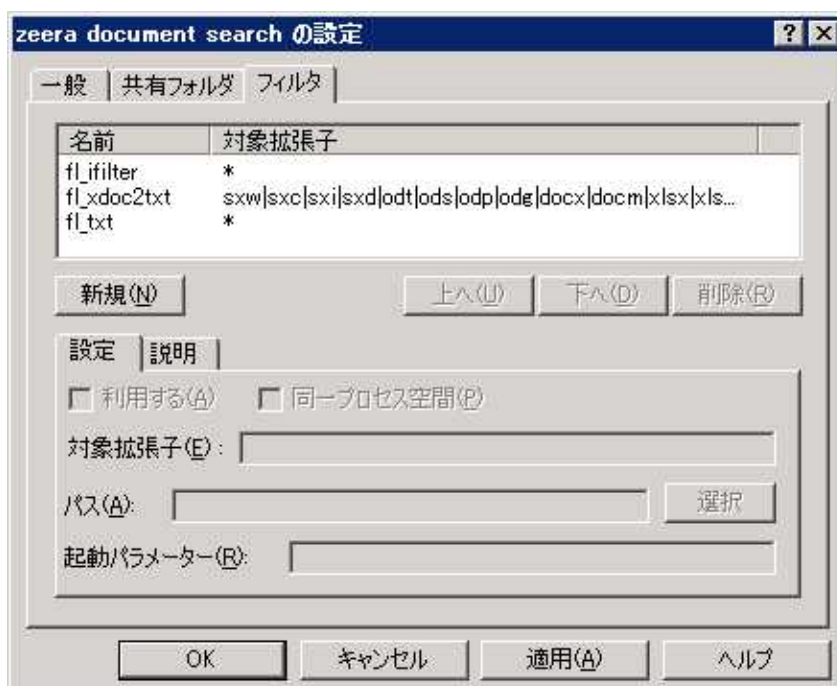 zeera document search の設定
一般 共有フォルダ フィルタ
名前 対象拡張子
fl_ifilter *
fl_xdoc2txt sxw|sxc|sxi|sxd|odt|ods|odp|odg|docx|docm|xlsx|xls...
fl_txt *
新規(N) 上へ(U) 下へ(D) 削除(R)
設定 説明
利用する(A) 同一プロセス空間(P)
対象拡張子(E):
パス(A): 選択
起動パラメーター(R):
OK キャンセル 適用(A) ヘルプ